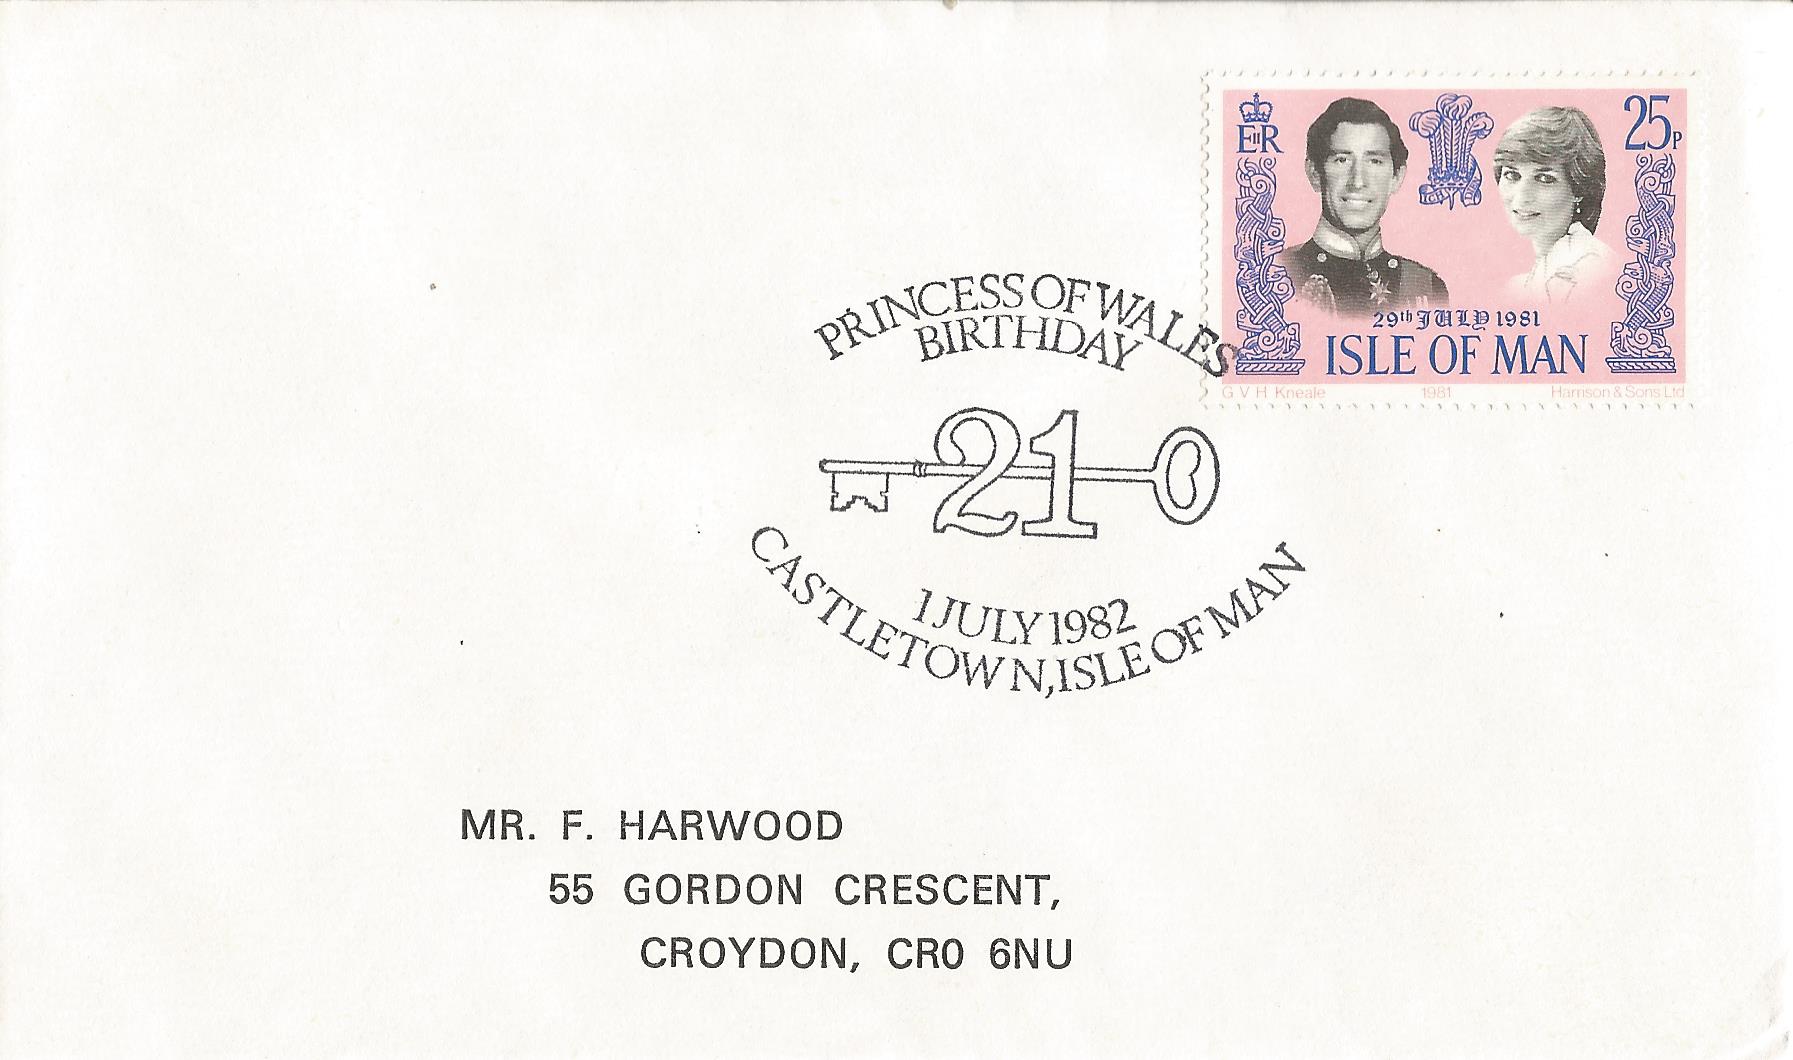 EIIR
25P
29th JULY 1981
ISLE OF MAN
G V H Kneale 1981 Harrison & Sons Ltd
PRINCESS OF WALES
BIRTHDAY
21
1 JULY 1982
CASTLETOWN, ISLE OF MAN
MR. F. HARWOOD
55 GORDON CRESCENT,
CROYDON, CR0 6NU